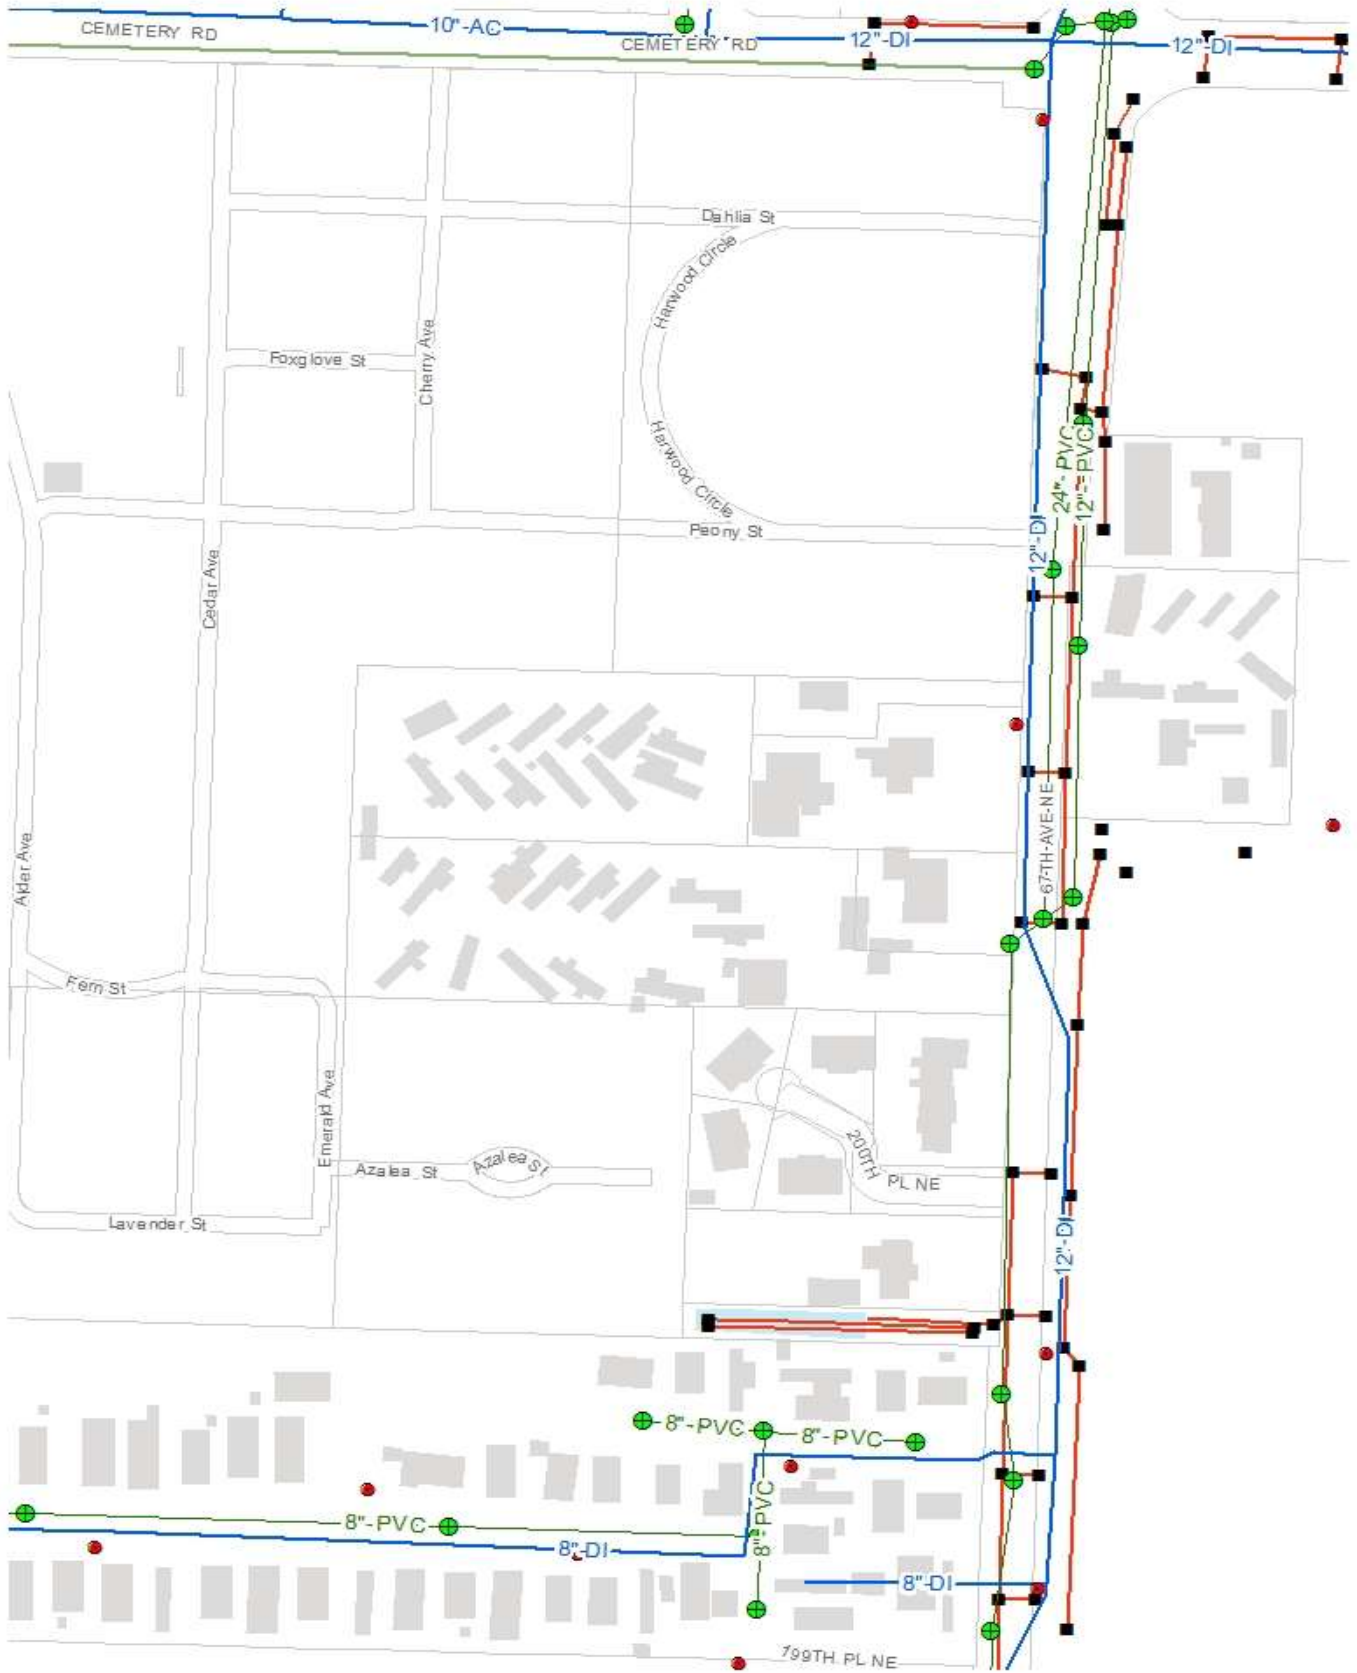 10"-AC
CEMETERY RD
CEMETERY RD
12"-DI
12"-DI
Dahlia St
Harwood Circle
Foxglove St
Cherry Ave
Harwood Circle
24"-PVC
12"-PVC
Peony St
12"-DI
Cedar Ave
67TH-AVE-NE
Alder Ave
Fern St
Emerald Ave
200TH
PL NE
Azalea St
Azalea St
Lavender St
12"-DI
8"-PVC
8"-PVC
8"-PVC
8"-PVC
8"-DI
8"-DI
199TH PL NE